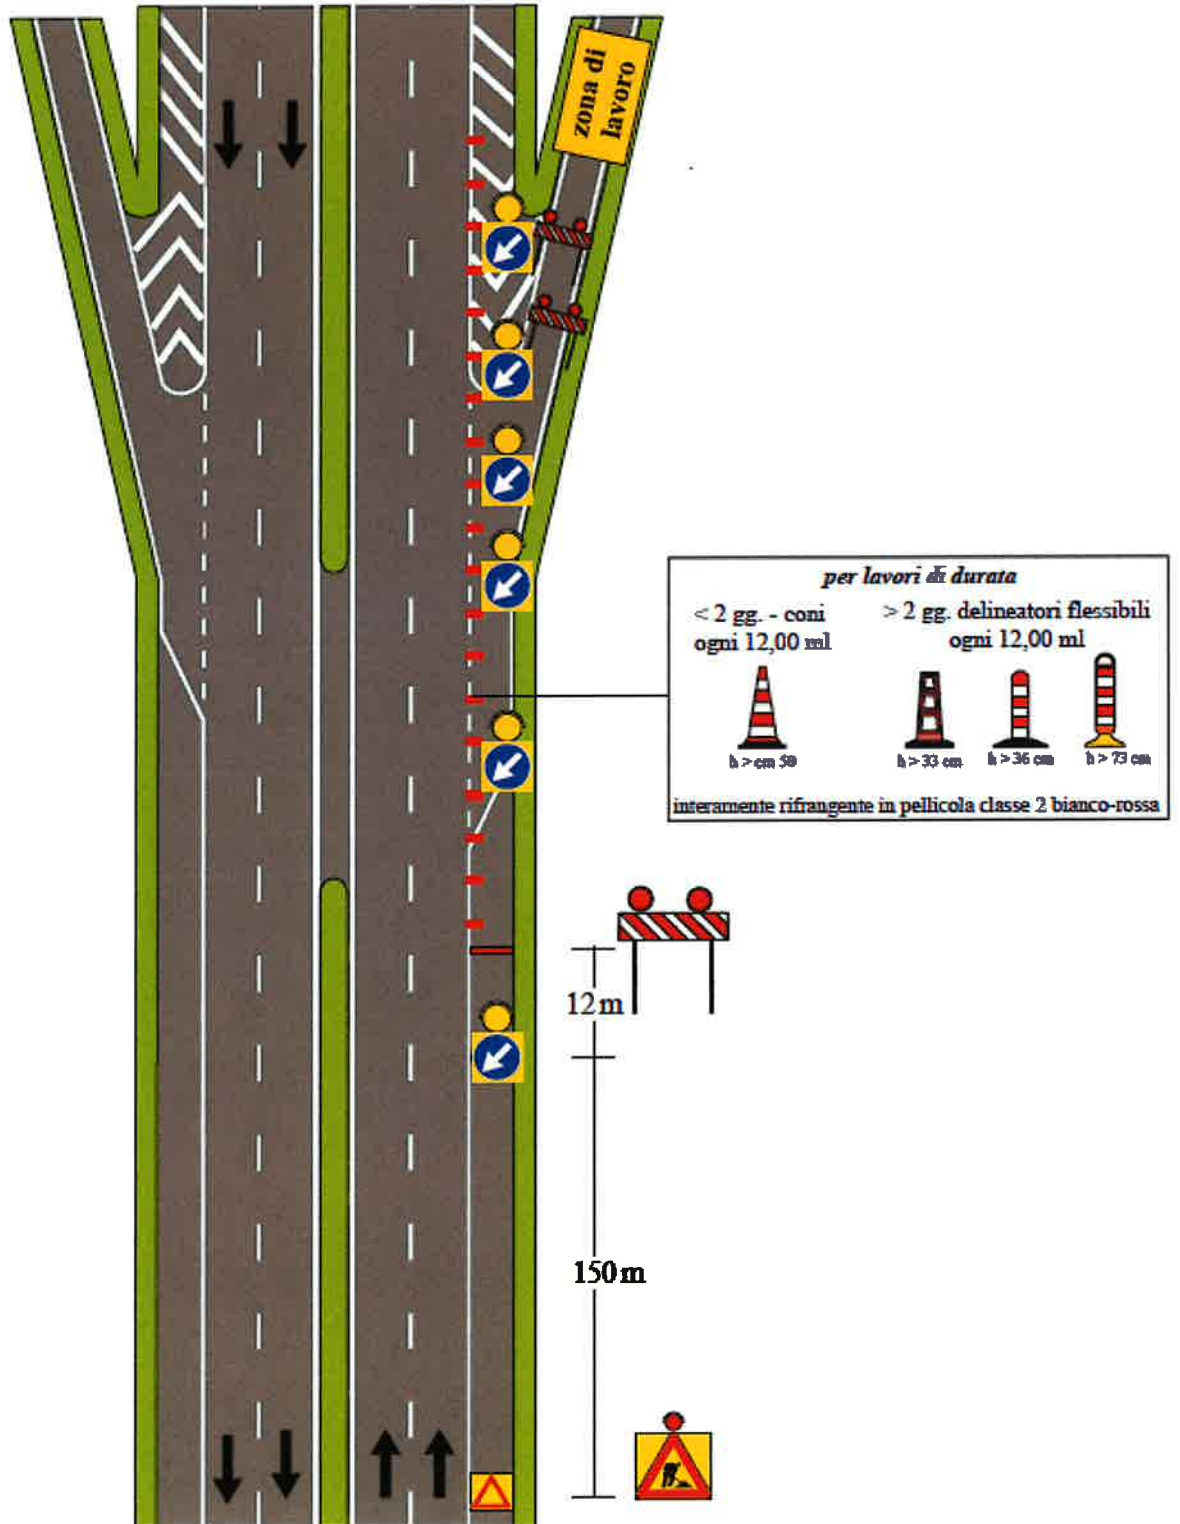 zona di
lavoro
per lavori di durata
< 2 gg. - coni
ogni 12,00 ml
> 2 gg. delineatori flessibili
ogni 12,00 ml
h > cm 50
h > 33 cm
h > 36 cm
h > 73 cm
interamente rifrangente in pellicola classe 2 bianco-rossa
12 m
150 m